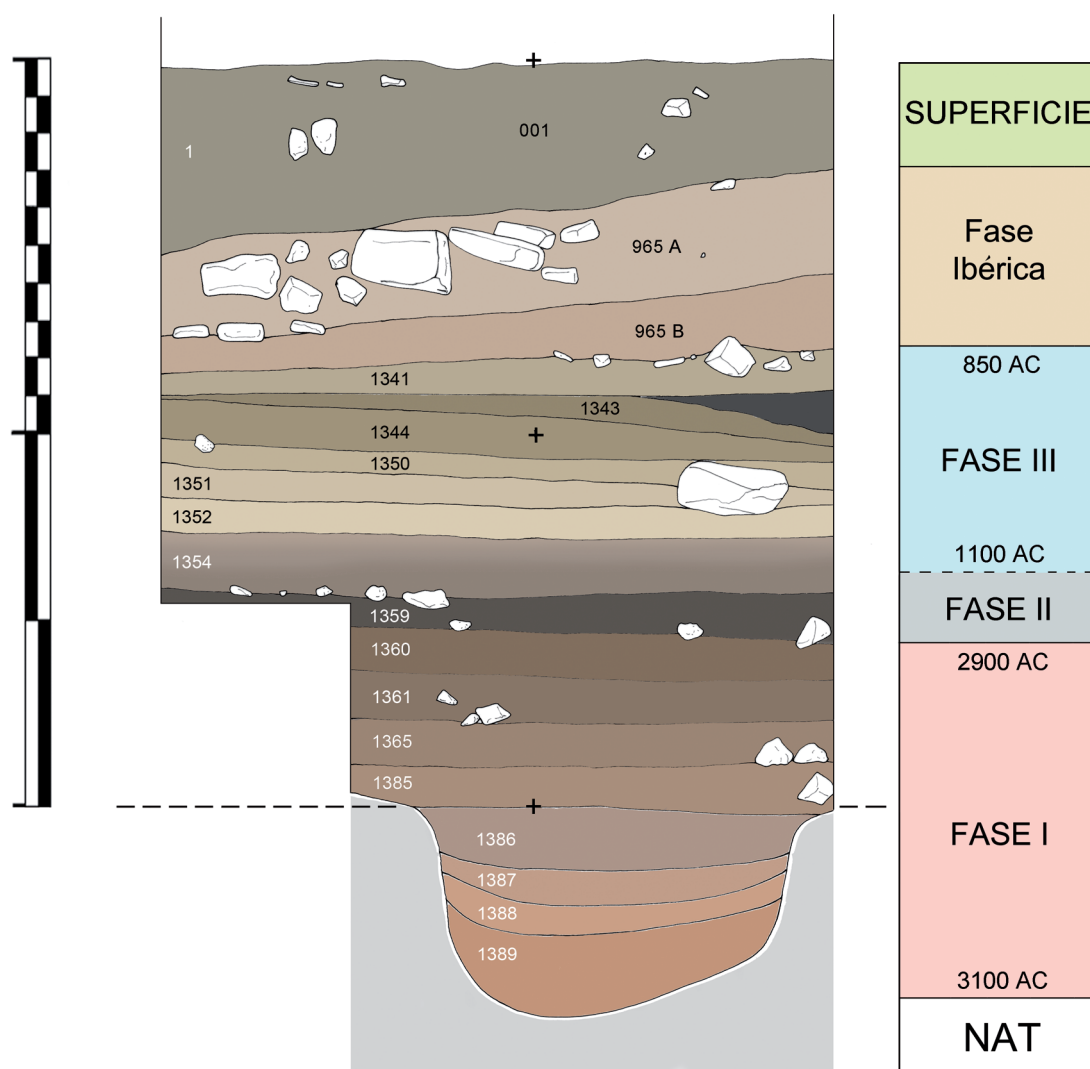 1
001
965 A
965 B
1341
1343
1344
1350
1351
1352
1354
1359
1360
1361
1365
1385
1386
1387
1388
1389
SUPERFICIE
Fase
Ibérica
850 AC
FASE III
1100 AC
FASE II
2900 AC
FASE I
3100 AC
NAT